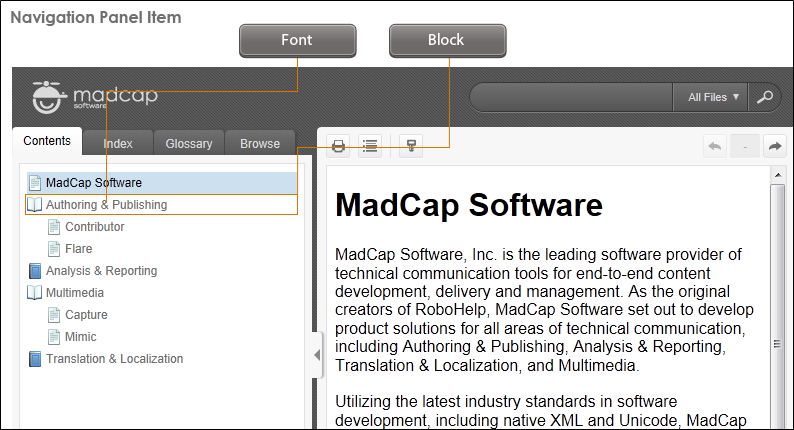 Navigation Panel Item
Font
Block
madcap
software
All Files ▼
Contents
Index
Glossary
Browse
-
MadCap Software
Authoring & Publishing
Contributor
Flare
Analysis & Reporting
Multimedia
Capture
Mimic
Translation & Localization
MadCap Software
MadCap Software, Inc. is the leading software provider of
technical communication tools for end-to-end content
development, delivery and management. As the original
creators of RoboHelp, MadCap Software set out to develop
product solutions for all areas of technical communication,
including Authoring & Publishing, Analysis & Reporting,
Translation & Localization, and Multimedia.
Utilizing the latest industry standards in software
development, including native XML and Unicode, MadCap